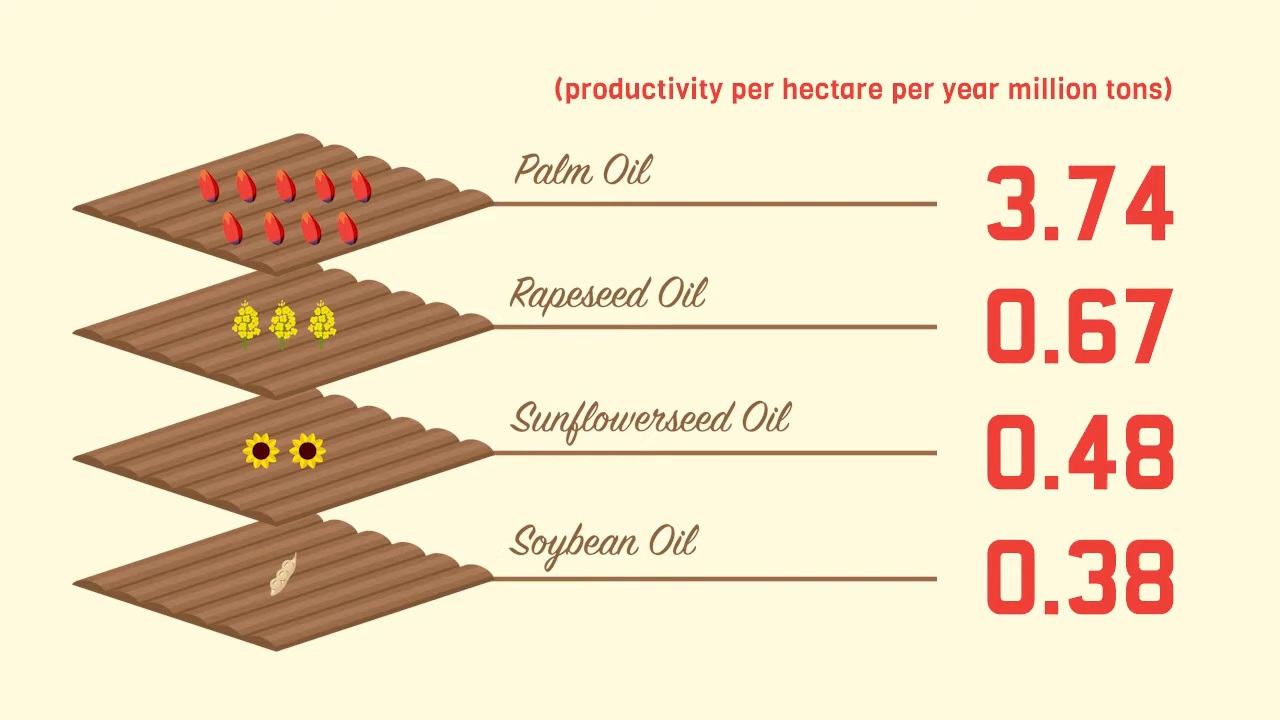 (productivity per hectare per year million tons)
Palm Oil
3.74
Rapeseed Oil
0.67
Sunflowerseed Oil
0.48
Soybean Oil
0.38